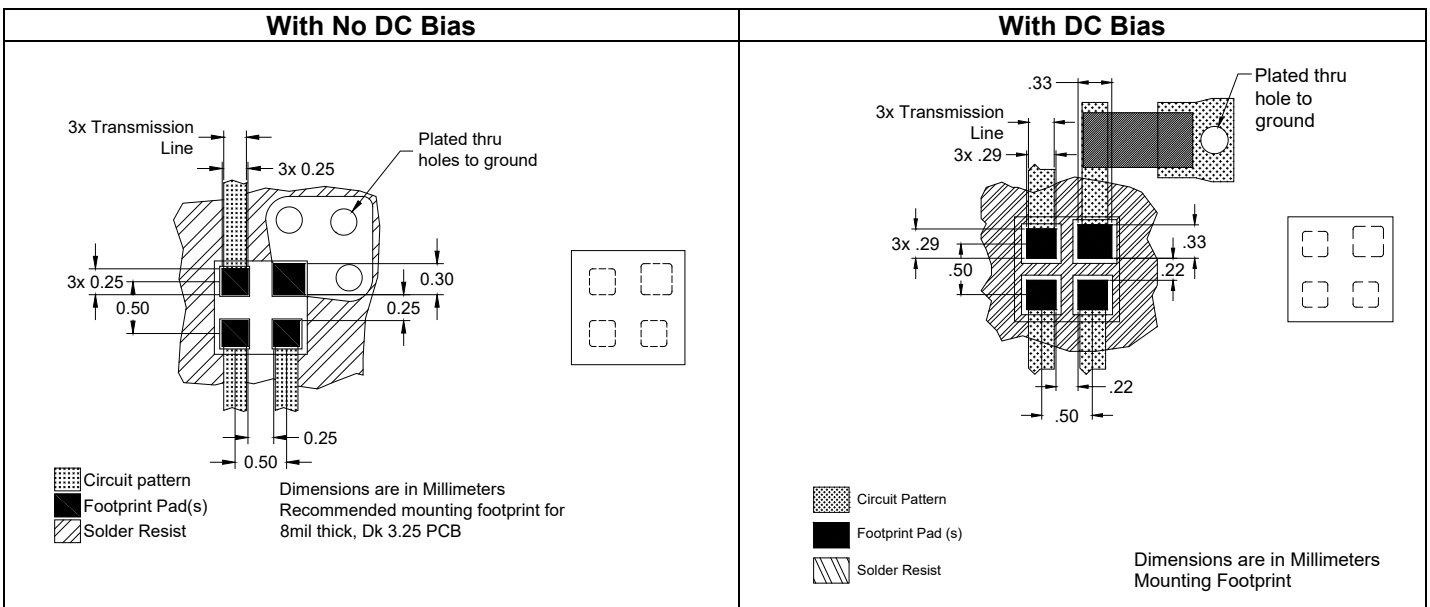 With No DC Bias
3x Transmission
Line
3x 0.25
Plated thru
holes to ground
3x 0.25
0.50
0.30
0.25
0.25
0.50
Circuit pattern
Footprint Pad(s)
Solder Resist
Dimensions are in Millimeters
Recommended mounting footprint for
8mil thick, Dk 3.25 PCB
With DC Bias
.33
Plated thru
hole to
ground
3x Transmission
Line
3x .29
3x .29
.50
.33
.22
.22
.50
Circuit Pattern
Footprint Pad (s)
Solder Resist
Dimensions are in Millimeters
Mounting Footprint